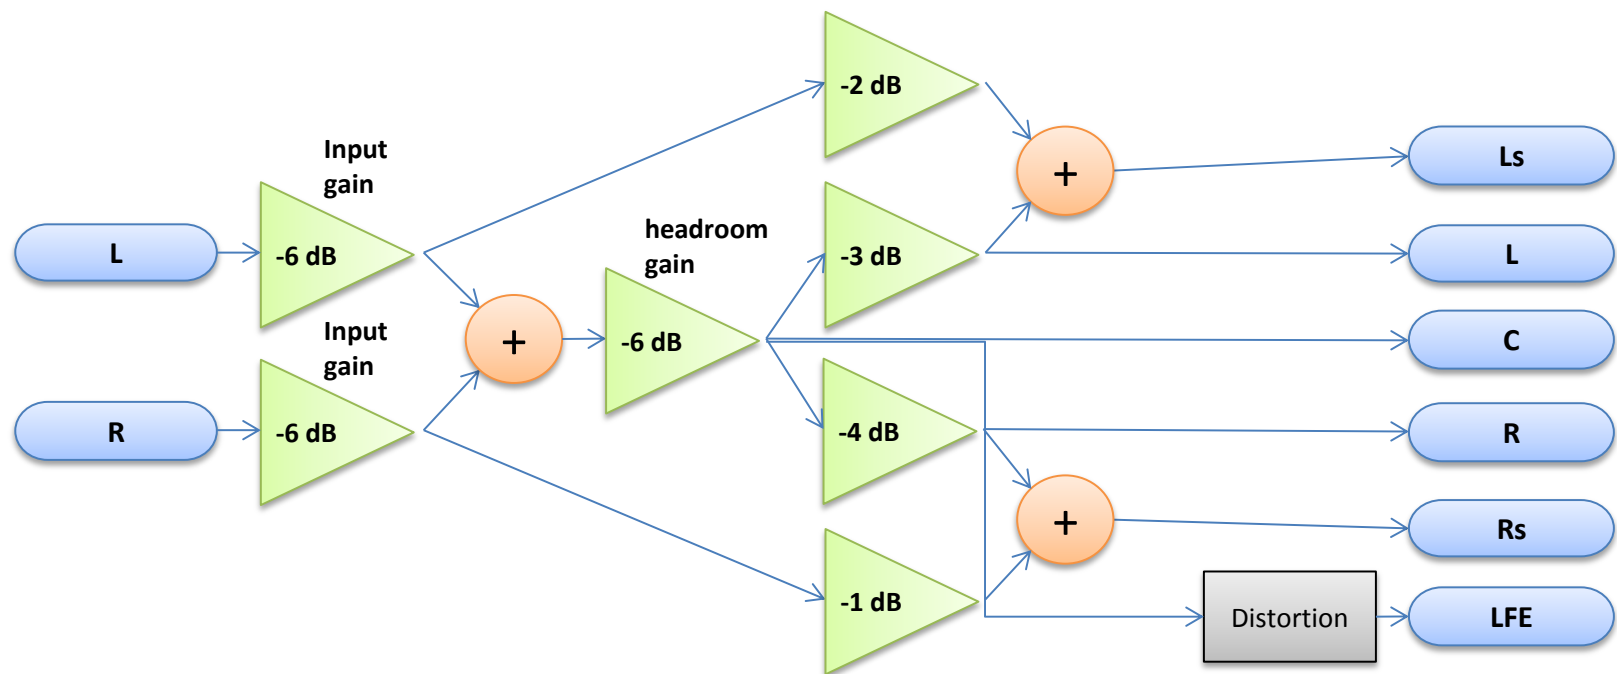 -2 dB
Input
gain
+
Ls
L
-6 dB
headroom
gain
-3 dB
L
Input
gain
+
-6 dB
C
R
-6 dB
-4 dB
R
+
Rs
-1 dB
Distortion
LFE